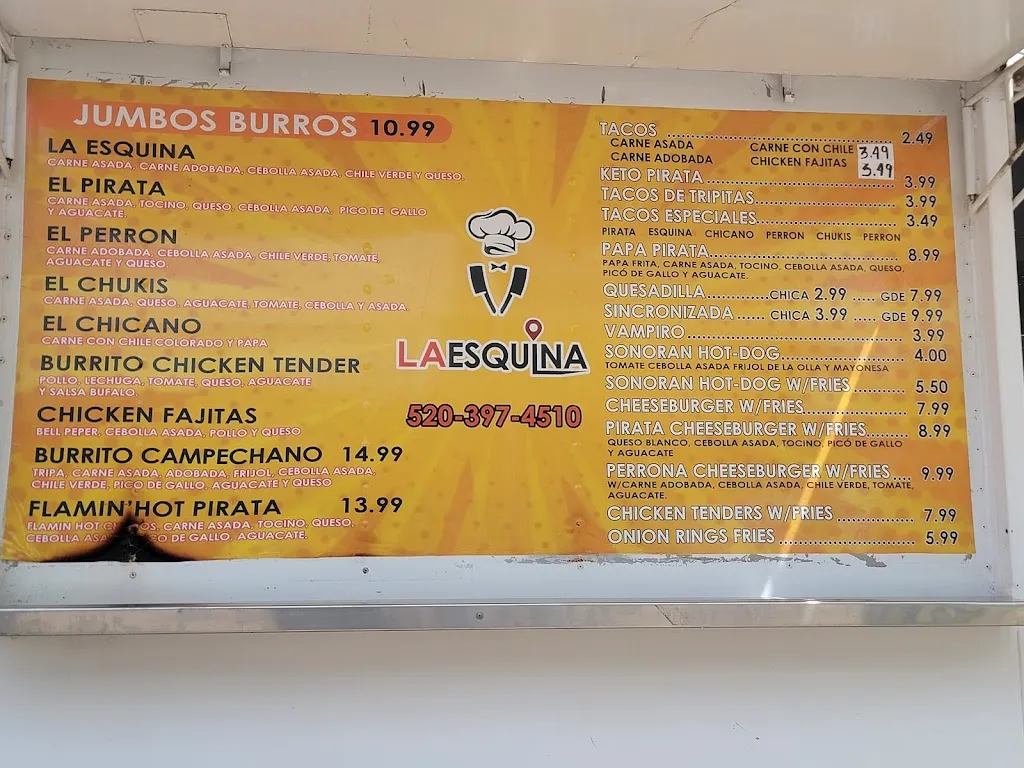 JUMBOS BURROS 10.99
LA ESQUINA
CARNE ASADA, CARNE ADOBADA, CEBOLLA ASADA, CHILE VERDE Y QUESO.
EL PIRATA
CARNE ASADA, TOCINO, QUESO, CEBOLLA ASADA, PICO DE GALLO
Y AGUACATE.
EL PERRON
CARNE ADOBADA, CEBOLLA ASADA, CHILE VERDE, TOMATE,
AGUACATE Y QUESO.
EL CHUKIS
CARNE ASADA, QUESO, AGUACATE, TOMATE, CEBOLLA Y ASADA.
EL CHICANO
CARNE CON CHILE COLORADO Y PAPA
BURRITO CHICKEN TENDER
POLLO, LECHUGA, TOMATE, QUESO, AGUACATE
Y SALSA BUFALO.
CHICKEN FAJITAS
BELL PEPER, CEBOLLA ASADA, POLLO Y QUESO
BURRITO CAMPECHANO 14.99
TRIPA, CARNE ASADA, ADOBADA, FRIJOL, CEBOLLA ASADA,
CHILE VERDE, PICO DE GALLO, AGUACATE Y QUESO
FLAMIN'HOT PIRATA 13.99
FLAMIN HOT CARNE ASADA, TOCINO, QUESO,
CEBOLLA DE GALLO, AGUACATE.
LAESQUINA
520-397-4510
TACOS 2.49
CARNE ASADA CARNE CON CHILE 3.49
CARNE ADOBADA CHICKEN FAJITAS 3.49
KETO PIRATA 3.99
TACOS DE TRIPITAS 3.99
TACOS ESPECIALES 3.49
PIRATA ESQUINA CHICANO PERRON CHUKIS PERRON
PAPA PIRATA 8.99
PAPA FRITA, CARNE ASADA, TOCINO, CEBOLLA ASADA, QUESO,
PICÓ DE GALLO Y AGUACATE.
QUESADILLA CHICA 2.99 GDE 7.99
SINCRONIZADA CHICA 3.99 GDE 9.99
VAMPIRO 3.99
SONORAN HOT-DOG 4.00
TOMATE CEBOLLA ASADA FRIJOL DE LA OLLA Y MAYONESA
SONORAN HOT-DOG W/FRIES 5.50
CHEESEBURGER W/FRIES 7.99
PIRATA CHEESEBURGER W/FRIES 8.99
QUESO BLANCO, CEBOLLA ASADA, TOCINO, PICÓ DE GALLO
Y AGUACATE
PERRONA CHEESEBURGER W/FRIES 9.99
W/CARNE ADOBADA, CEBOLLA ASADA, CHILE VERDE, TOMATE,
AGUACATE.
CHICKEN TENDERS W/FRIES 7.99
ONION RINGS FRIES 5.99